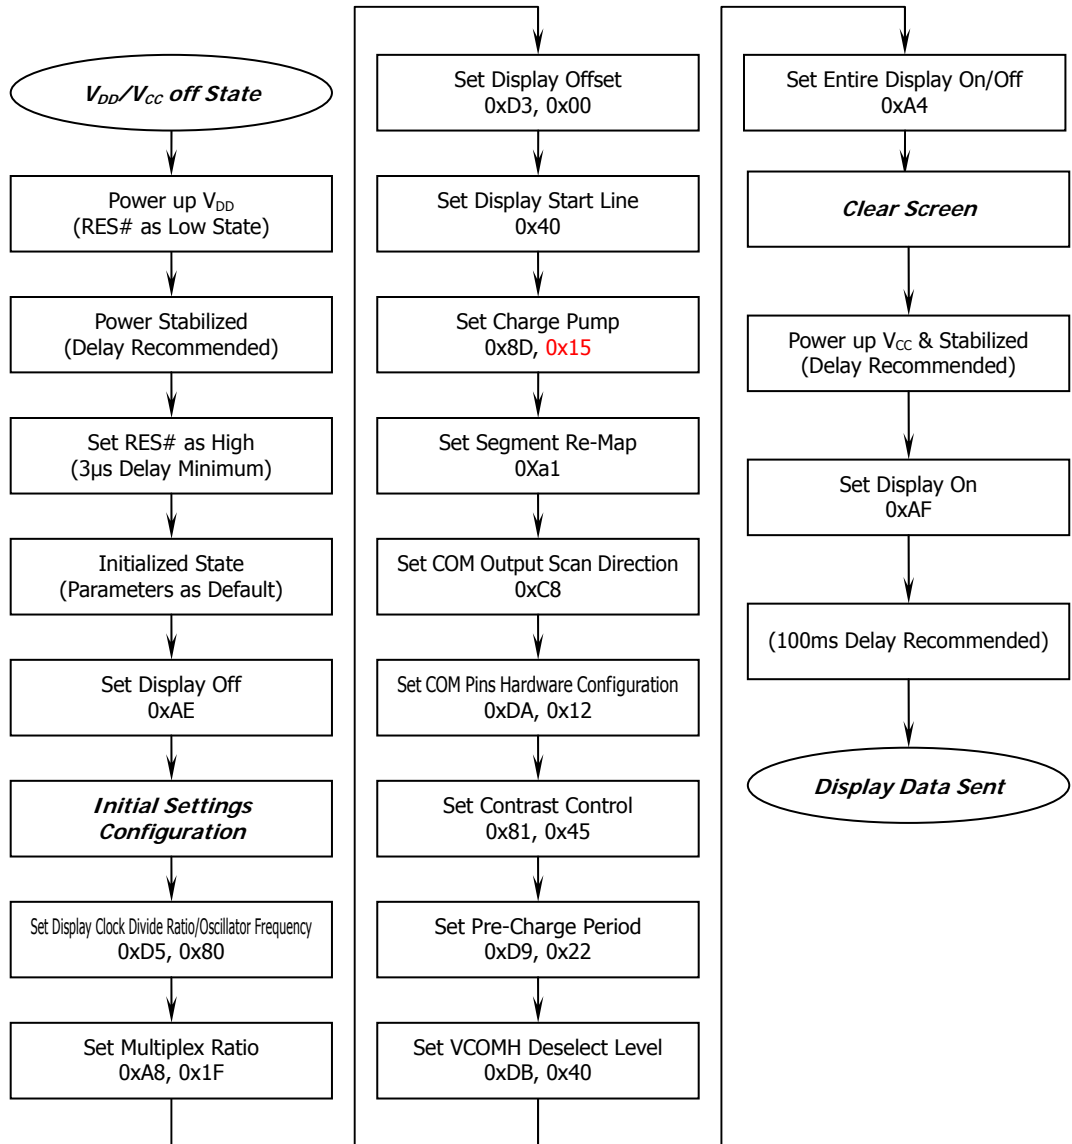 V_DD/V_CC off State
Power up V_DD
(RES# as Low State)
Power Stabilized
(Delay Recommended)
Set RES# as High
(3µs Delay Minimum)
Initialized State
(Parameters as Default)
Set Display Off
0xAE
Initial Settings
Configuration
Set Display Clock Divide Ratio/Oscillator Frequency
0xD5, 0x80
Set Multiplex Ratio
0xA8, 0x1F
Set Display Offset
0xD3, 0x00
Set Display Start Line
0x40
Set Charge Pump
0x8D, 0x15
Set Segment Re-Map
0Xa1
Set COM Output Scan Direction
0xC8
Set COM Pins Hardware Configuration
0xDA, 0x12
Set Contrast Control
0x81, 0x45
Set Pre-Charge Period
0xD9, 0x22
Set VCOMH Deselect Level
0xDB, 0x40
Set Entire Display On/Off
0xA4
Clear Screen
Power up V_CC & Stabilized
(Delay Recommended)
Set Display On
0xAF
(100ms Delay Recommended)
Display Data Sent